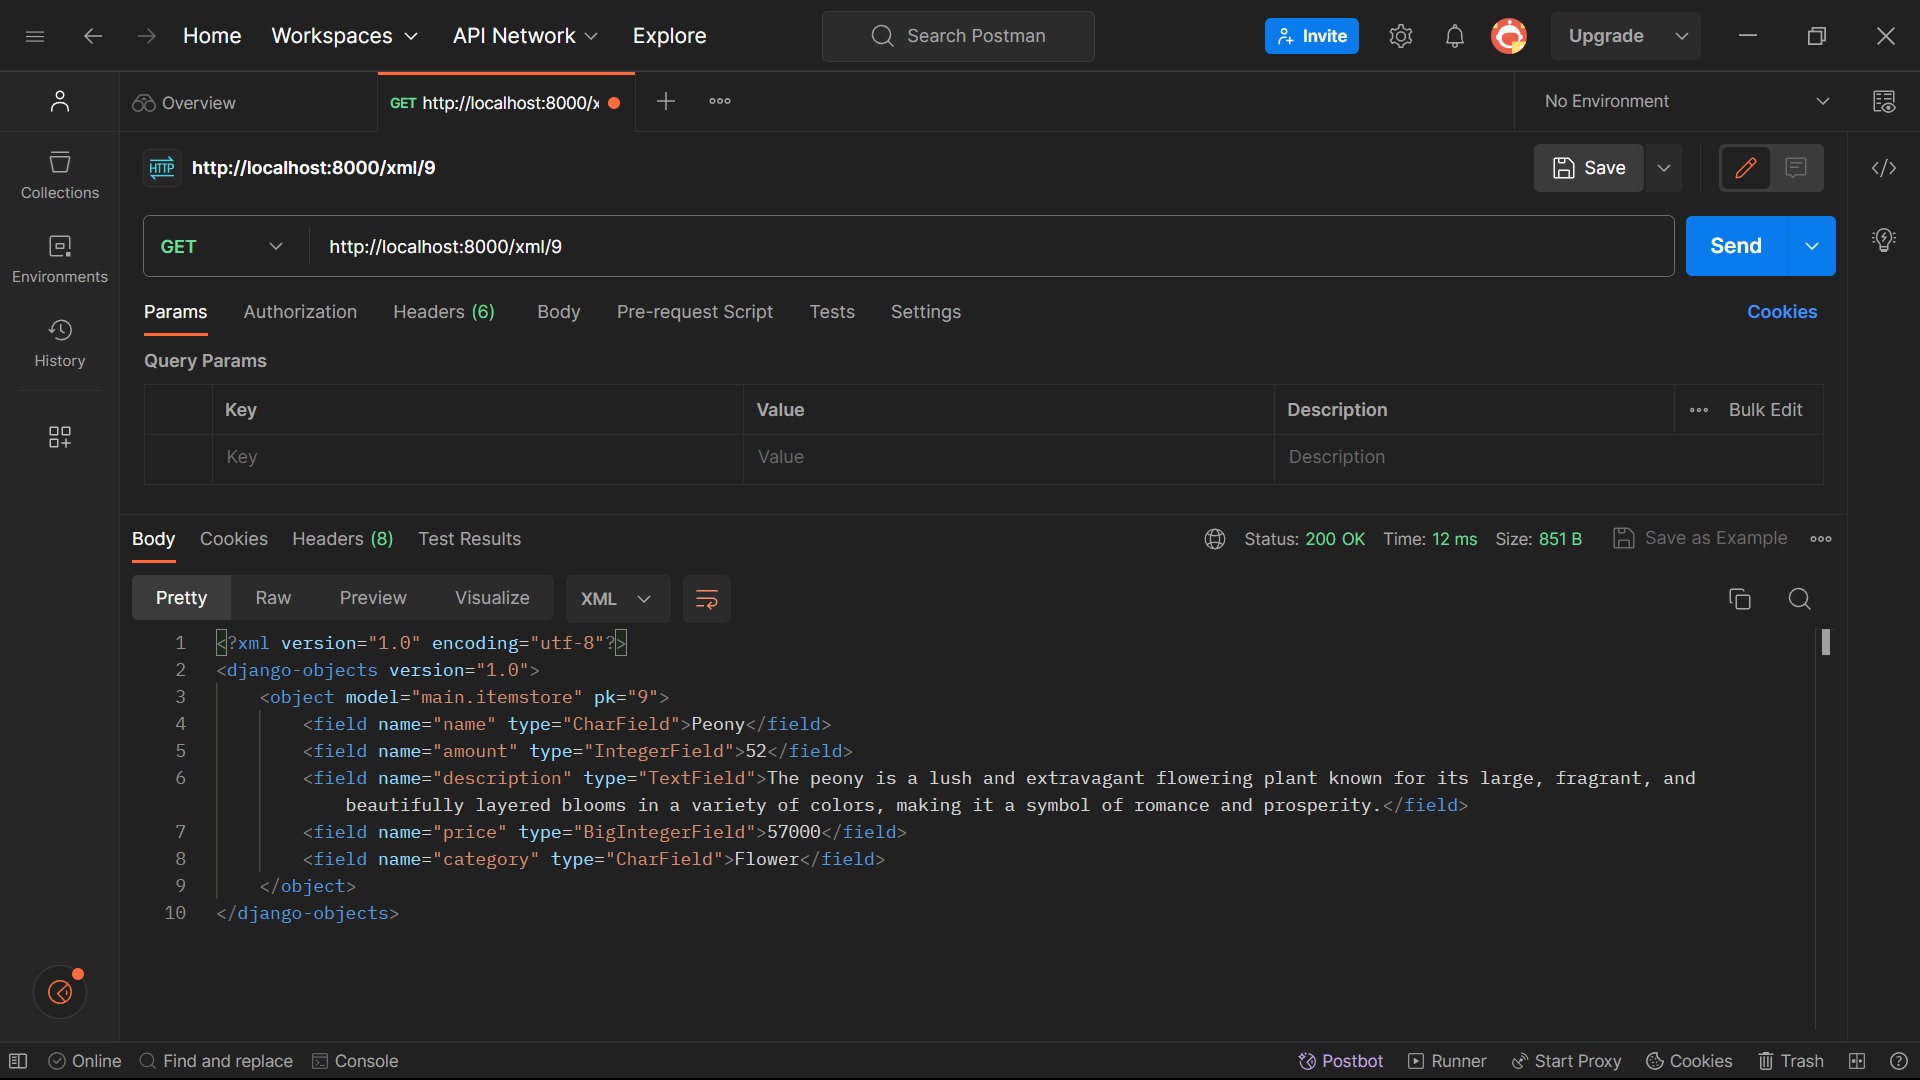 Home Workspaces API Network Explore Search Postman Invite Upgrade
Overview GET http://localhost:8000/x No Environment
HTTP http://localhost:8000/xml/9 Save
Collections
GET http://localhost:8000/xml/9 Send
Environments
Params Authorization Headers (6) Body Pre-request Script Tests Settings Cookies
History
Query Params
Key Value Description Bulk Edit
Key Value Description
Body Cookies Headers (8) Test Results Status: 200 OK Time: 12 ms Size: 851 B Save as Example
Pretty Raw Preview Visualize XML
1 <?xml version="1.0" encoding="utf-8"?>
2 <django-objects version="1.0">
3 <object model="main.itemstore" pk="9">
4 <field name="name" type="CharField">Peony</field>
5 <field name="amount" type="IntegerField">52</field>
6 <field name="description" type="TextField">The peony is a lush and extravagant flowering plant known for its large, fragrant, and
beautifully layered blooms in a variety of colors, making it a symbol of romance and prosperity.</field>
7 <field name="price" type="BigIntegerField">57000</field>
8 <field name="category" type="CharField">Flower</field>
9 </object>
10 </django-objects>
Online Find and replace Console Postbot Runner Start Proxy Cookies Trash